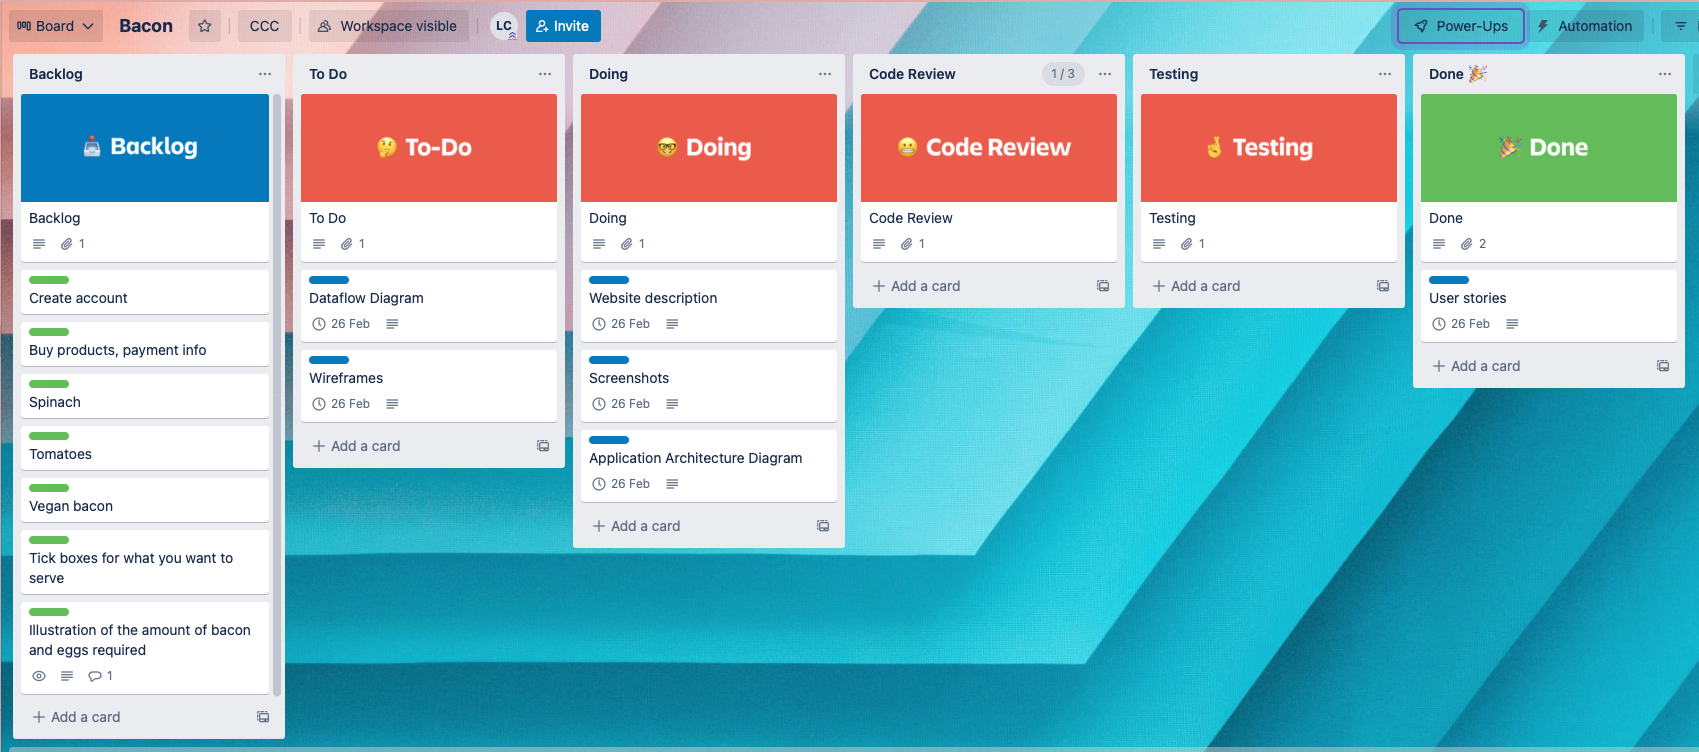 Board
Bacon
CCC
Workspace visible
LC
Invite
Power-Ups
Automation
Backlog
Backlog
Backlog
1
Create account
Buy products, payment info
Spinach
Tomatoes
Vegan bacon
Tick boxes for what you want to
serve
Illustration of the amount of bacon
and eggs required
1
+ Add a card
To Do
To-Do
To Do
1
Dataflow Diagram
26 Feb
Wireframes
26 Feb
+ Add a card
Doing
Doing
Doing
1
Website description
26 Feb
Screenshots
26 Feb
Application Architecture Diagram
26 Feb
+ Add a card
Code Review
1 / 3
Code Review
Code Review
1
+ Add a card
Testing
Testing
Testing
1
+ Add a card
Done 🎉
🎉 Done
Done
2
User stories
26 Feb
+ Add a card